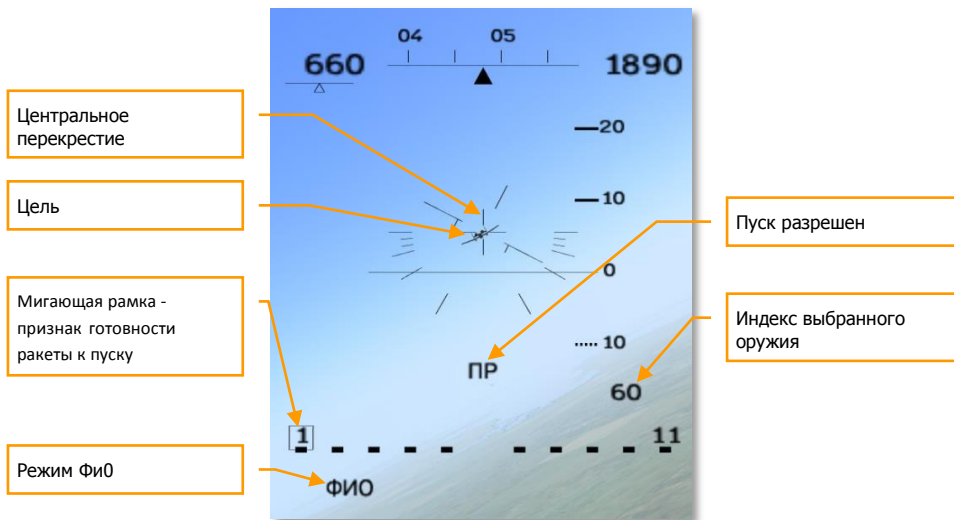 04 05
660
1890
20
10
0
10
ПР
60
1
11
ФИ0
Центральное
перекрестие
Цель
Мигающая рамка -
признак готовности
ракеты к пуску
Режим Фи0
Пуск разрешен
Индекс выбранного
оружия